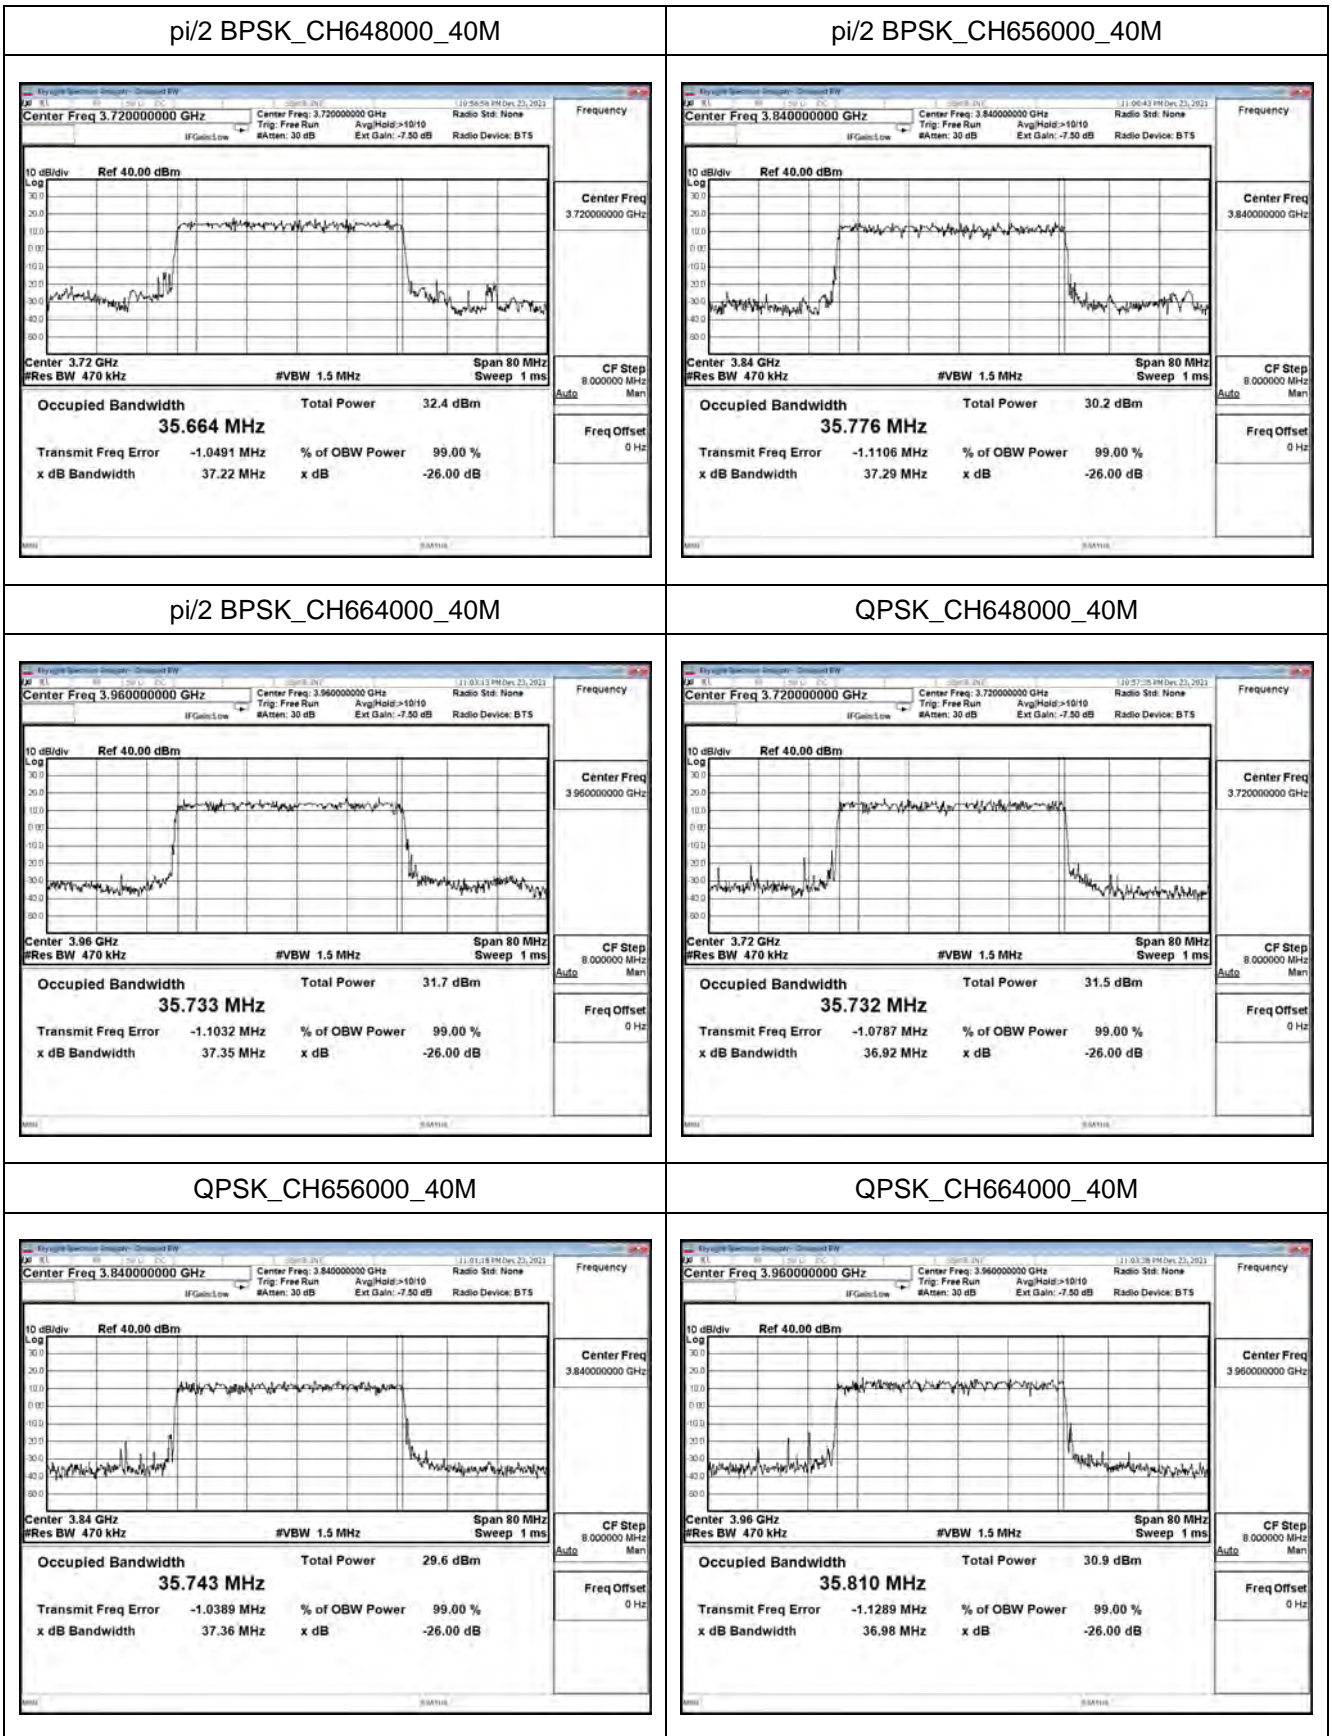 pi/2 BPSK_CH648000_40M
Center Freq 3.720000000 GHz
Center Freq: 3.720000000 GHz
Radio Std: None
Trig: Free Run Avg|Hold:>10/10
IFGain:Low
#Atten: 30 dB Ext Gain: -7.50 dB
Radio Device: BTS
Frequency
10 dB/div Ref 40.00 dBm
Log
Center Freq
3.720000000 GHz
Center 3.72 GHz Span 80 MHz
#Res BW 470 kHz #VBW 1.5 MHz Sweep 1 ms
CF Step
8.000000 MHz
Auto Man
Occupied Bandwidth Total Power 32.4 dBm
35.664 MHz
Freq Offset
0 Hz
Transmit Freq Error -1.0491 MHz % of OBW Power 99.00 %
x dB Bandwidth 37.22 MHz x dB -26.00 dB
pi/2 BPSK_CH656000_40M
Center Freq 3.840000000 GHz
Center Freq: 3.840000000 GHz
Radio Std: None
Trig: Free Run Avg|Hold:>10/10
IFGain:Low
#Atten: 30 dB Ext Gain: -7.50 dB
Radio Device: BTS
Frequency
10 dB/div Ref 40.00 dBm
Log
Center Freq
3.840000000 GHz
Center 3.84 GHz Span 80 MHz
#Res BW 470 kHz #VBW 1.5 MHz Sweep 1 ms
CF Step
8.000000 MHz
Auto Man
Occupied Bandwidth Total Power 30.2 dBm
35.776 MHz
Freq Offset
0 Hz
Transmit Freq Error -1.1106 MHz % of OBW Power 99.00 %
x dB Bandwidth 37.29 MHz x dB -26.00 dB
pi/2 BPSK_CH664000_40M
Center Freq 3.960000000 GHz
Center Freq: 3.960000000 GHz
Radio Std: None
Trig: Free Run Avg|Hold:>10/10
IFGain:Low
#Atten: 30 dB Ext Gain: -7.50 dB
Radio Device: BTS
Frequency
10 dB/div Ref 40.00 dBm
Log
Center Freq
3.960000000 GHz
Center 3.96 GHz Span 80 MHz
#Res BW 470 kHz #VBW 1.5 MHz Sweep 1 ms
CF Step
8.000000 MHz
Auto Man
Occupied Bandwidth Total Power 31.7 dBm
35.733 MHz
Freq Offset
0 Hz
Transmit Freq Error -1.1032 MHz % of OBW Power 99.00 %
x dB Bandwidth 37.35 MHz x dB -26.00 dB
QPSK_CH648000_40M
Center Freq 3.720000000 GHz
Center Freq: 3.720000000 GHz
Radio Std: None
Trig: Free Run Avg|Hold:>10/10
IFGain:Low
#Atten: 30 dB Ext Gain: -7.50 dB
Radio Device: BTS
Frequency
10 dB/div Ref 40.00 dBm
Log
Center Freq
3.720000000 GHz
Center 3.72 GHz Span 80 MHz
#Res BW 470 kHz #VBW 1.5 MHz Sweep 1 ms
CF Step
8.000000 MHz
Auto Man
Occupied Bandwidth Total Power 31.5 dBm
35.732 MHz
Freq Offset
0 Hz
Transmit Freq Error -1.0787 MHz % of OBW Power 99.00 %
x dB Bandwidth 36.92 MHz x dB -26.00 dB
QPSK_CH656000_40M
Center Freq 3.840000000 GHz
Center Freq: 3.840000000 GHz
Radio Std: None
Trig: Free Run Avg|Hold:>10/10
IFGain:Low
#Atten: 30 dB Ext Gain: -7.50 dB
Radio Device: BTS
Frequency
10 dB/div Ref 40.00 dBm
Log
Center Freq
3.840000000 GHz
Center 3.84 GHz Span 80 MHz
#Res BW 470 kHz #VBW 1.5 MHz Sweep 1 ms
CF Step
8.000000 MHz
Auto Man
Occupied Bandwidth Total Power 29.6 dBm
35.743 MHz
Freq Offset
0 Hz
Transmit Freq Error -1.0389 MHz % of OBW Power 99.00 %
x dB Bandwidth 37.36 MHz x dB -26.00 dB
QPSK_CH664000_40M
Center Freq 3.960000000 GHz
Center Freq: 3.960000000 GHz
Radio Std: None
Trig: Free Run Avg|Hold:>10/10
IFGain:Low
#Atten: 30 dB Ext Gain: -7.50 dB
Radio Device: BTS
Frequency
10 dB/div Ref 40.00 dBm
Log
Center Freq
3.960000000 GHz
Center 3.96 GHz Span 80 MHz
#Res BW 470 kHz #VBW 1.5 MHz Sweep 1 ms
CF Step
8.000000 MHz
Auto Man
Occupied Bandwidth Total Power 30.9 dBm
35.810 MHz
Freq Offset
0 Hz
Transmit Freq Error -1.1289 MHz % of OBW Power 99.00 %
x dB Bandwidth 36.98 MHz x dB -26.00 dB